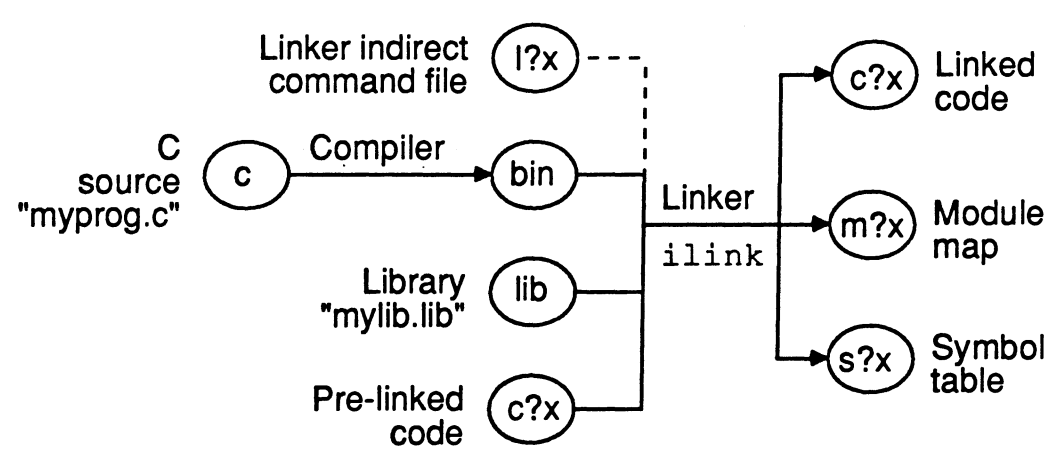 Linker indirect
command file
l?x
c?x
Linked
code
C
source
"myprog.c"
c
Compiler
bin
Linker
ilink
m?x
Module
map
Library
"mylib.lib"
lib
s?x
Symbol
table
Pre-linked
code
c?x